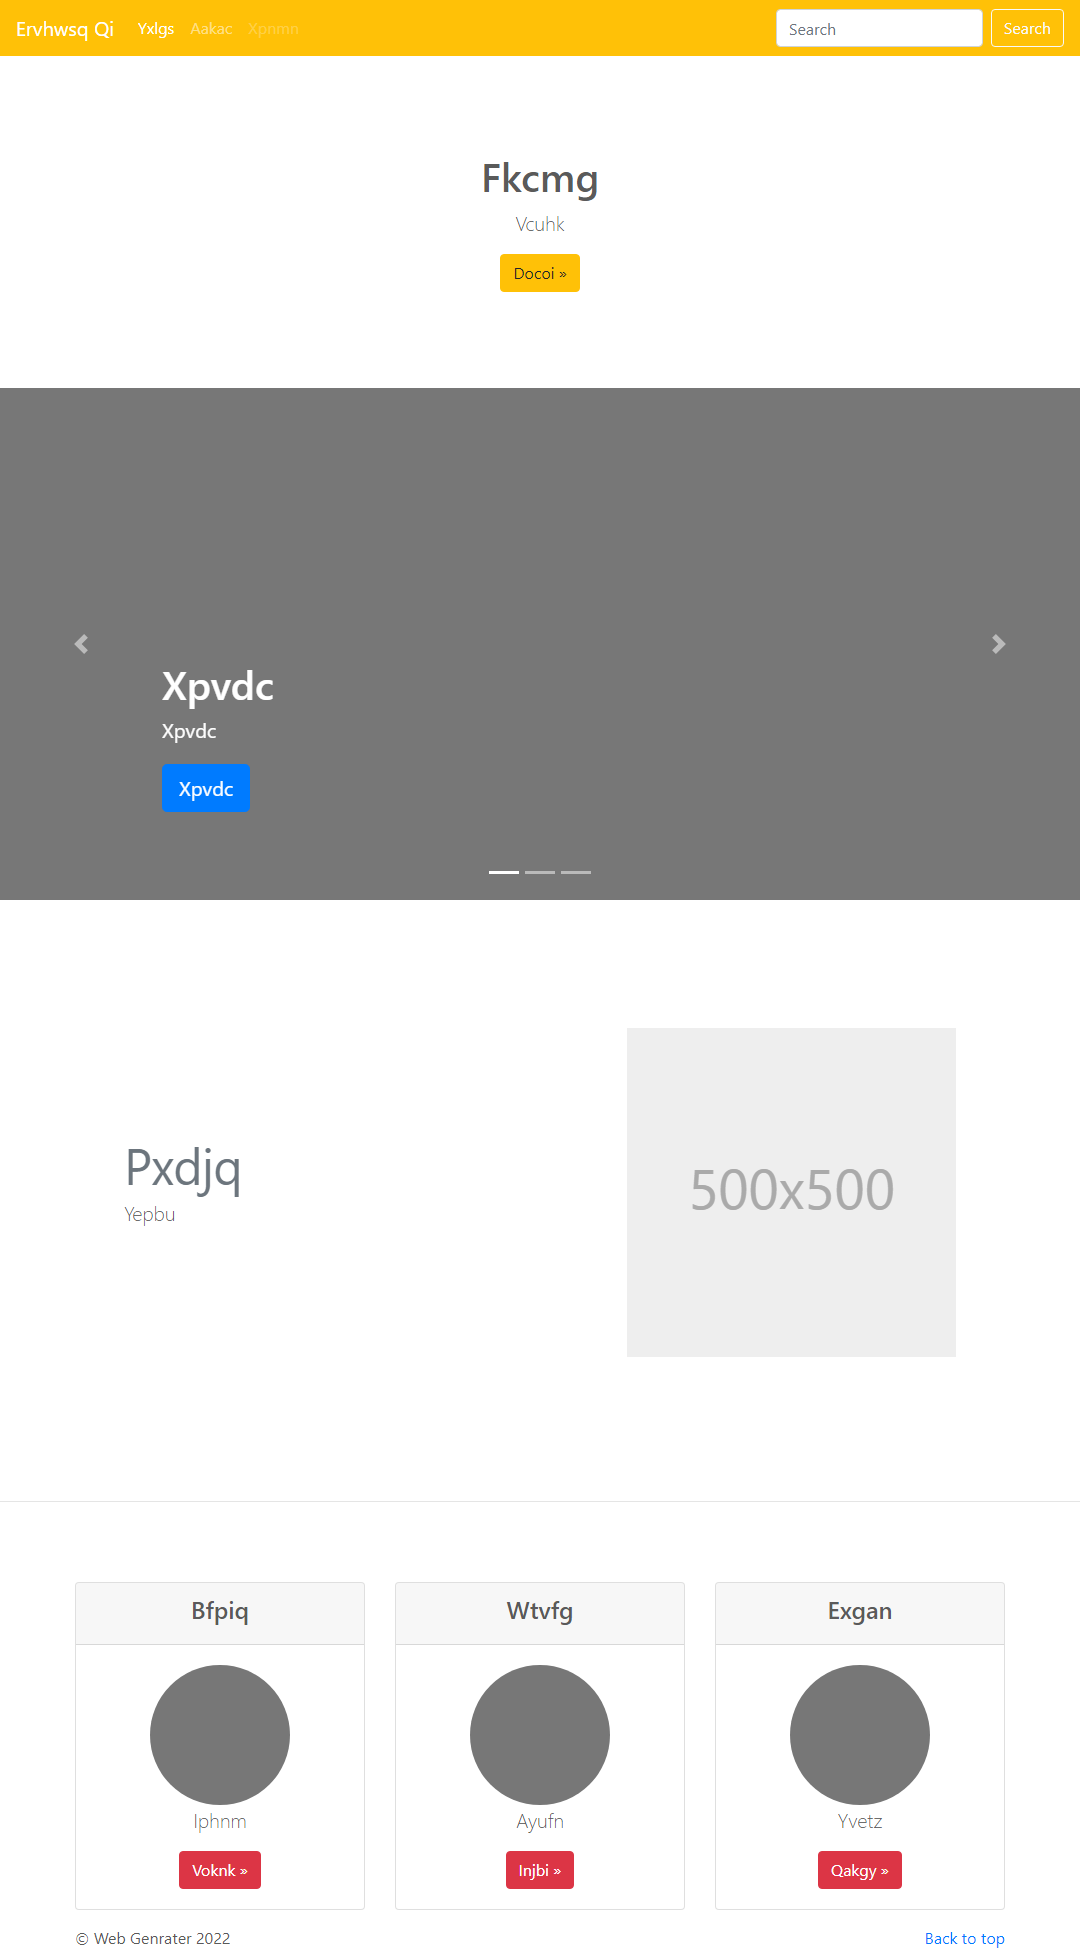 Ervhwsq Qi Yxlgs Aakac Xpnmn Search Search
Fkcmg
Vcuhk
Docoi »
Xpvdc
Xpvdc
Xpvdc
Pxdjq
Yepbu
500x500
Bfpiq Wtvfg Exgan
Iphnm Ayufn Yvetz
Voknk » Injbi » Qakgy »
© Web Genrater 2022 Back to top